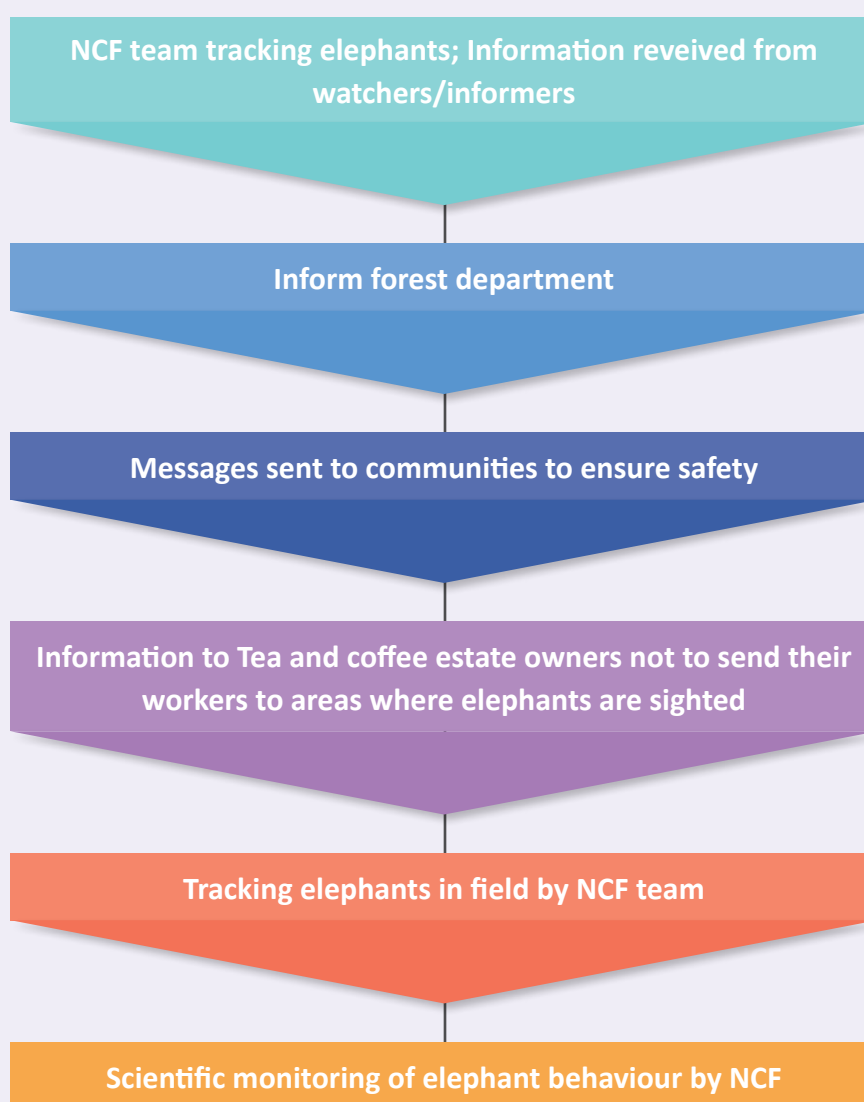 NCF team tracking elephants; Information reveived from
watchers/informers
Inform forest department
Messages sent to communities to ensure safety
Information to Tea and coffee estate owners not to send their
workers to areas where elephants are sighted
Tracking elephants in field by NCF team
Scientific monitoring of elephant behaviour by NCF